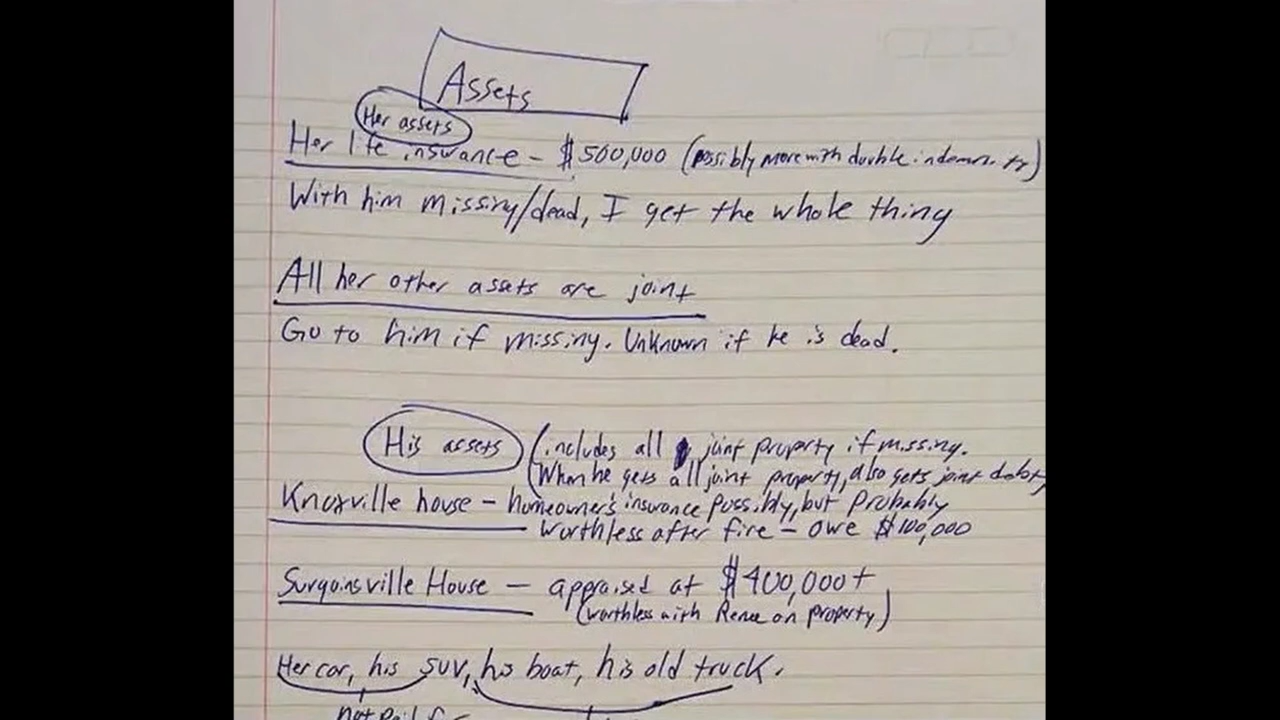 Assets
Her assets
Her life insurance - $500,000 (possibly more with double indemnity)
With him missing/dead, I get the whole thing
All her other assets are joint
Go to him if missing. Unknown if he is dead.
His assets (includes all joint property if missing.
(When he gets all joint property, also gets joint debt)
Knoxville house - homeowner's insurance possibly, but probably
worthless after fire - owe $100,000
Surgoinsville House - appraised at $400,000+
(worthless with Renee on property)
Her car, his SUV, his boat, his old truck.
not paid for